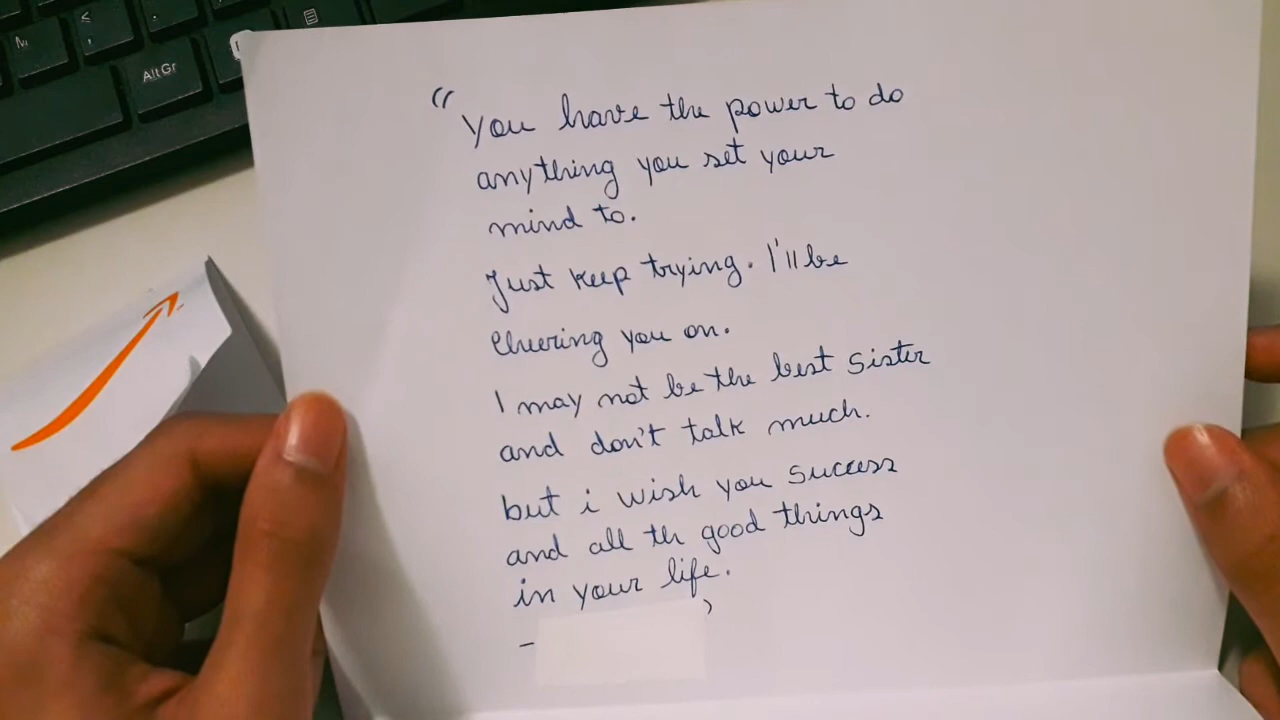 M
<
,
AltGr
"You have the power to do
anything you set your
mind to.
Just keep trying. I'll be
cheering you on.
I may not be the best sister
and don't talk much.
but i wish you success
and all th good things
in your life.
,
-